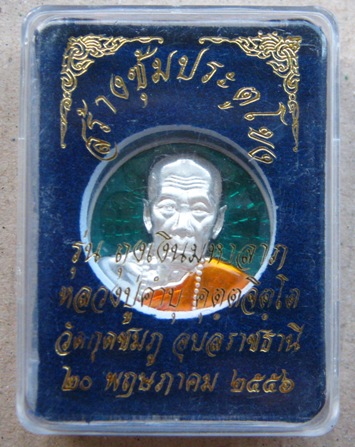 สร้างซุ้มประตูโขง
รุ่น ถุงเงินมหาลาภ
หลวงปู่คำบุ คุตฺตจิตฺโต
วัดกุดชมภู อุบลราชธานี
๒๐ พฤษภาคม ๒๕๕๖